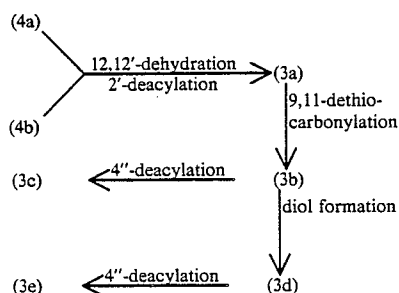 (4a)
12,12′-dehydration (3a)
2′-deacylation
9,11-dethio-
carbonylation
(4b)
(3c) 4″-deacylation (3b)
diol formation
(3e) 4″-deacylation (3d)